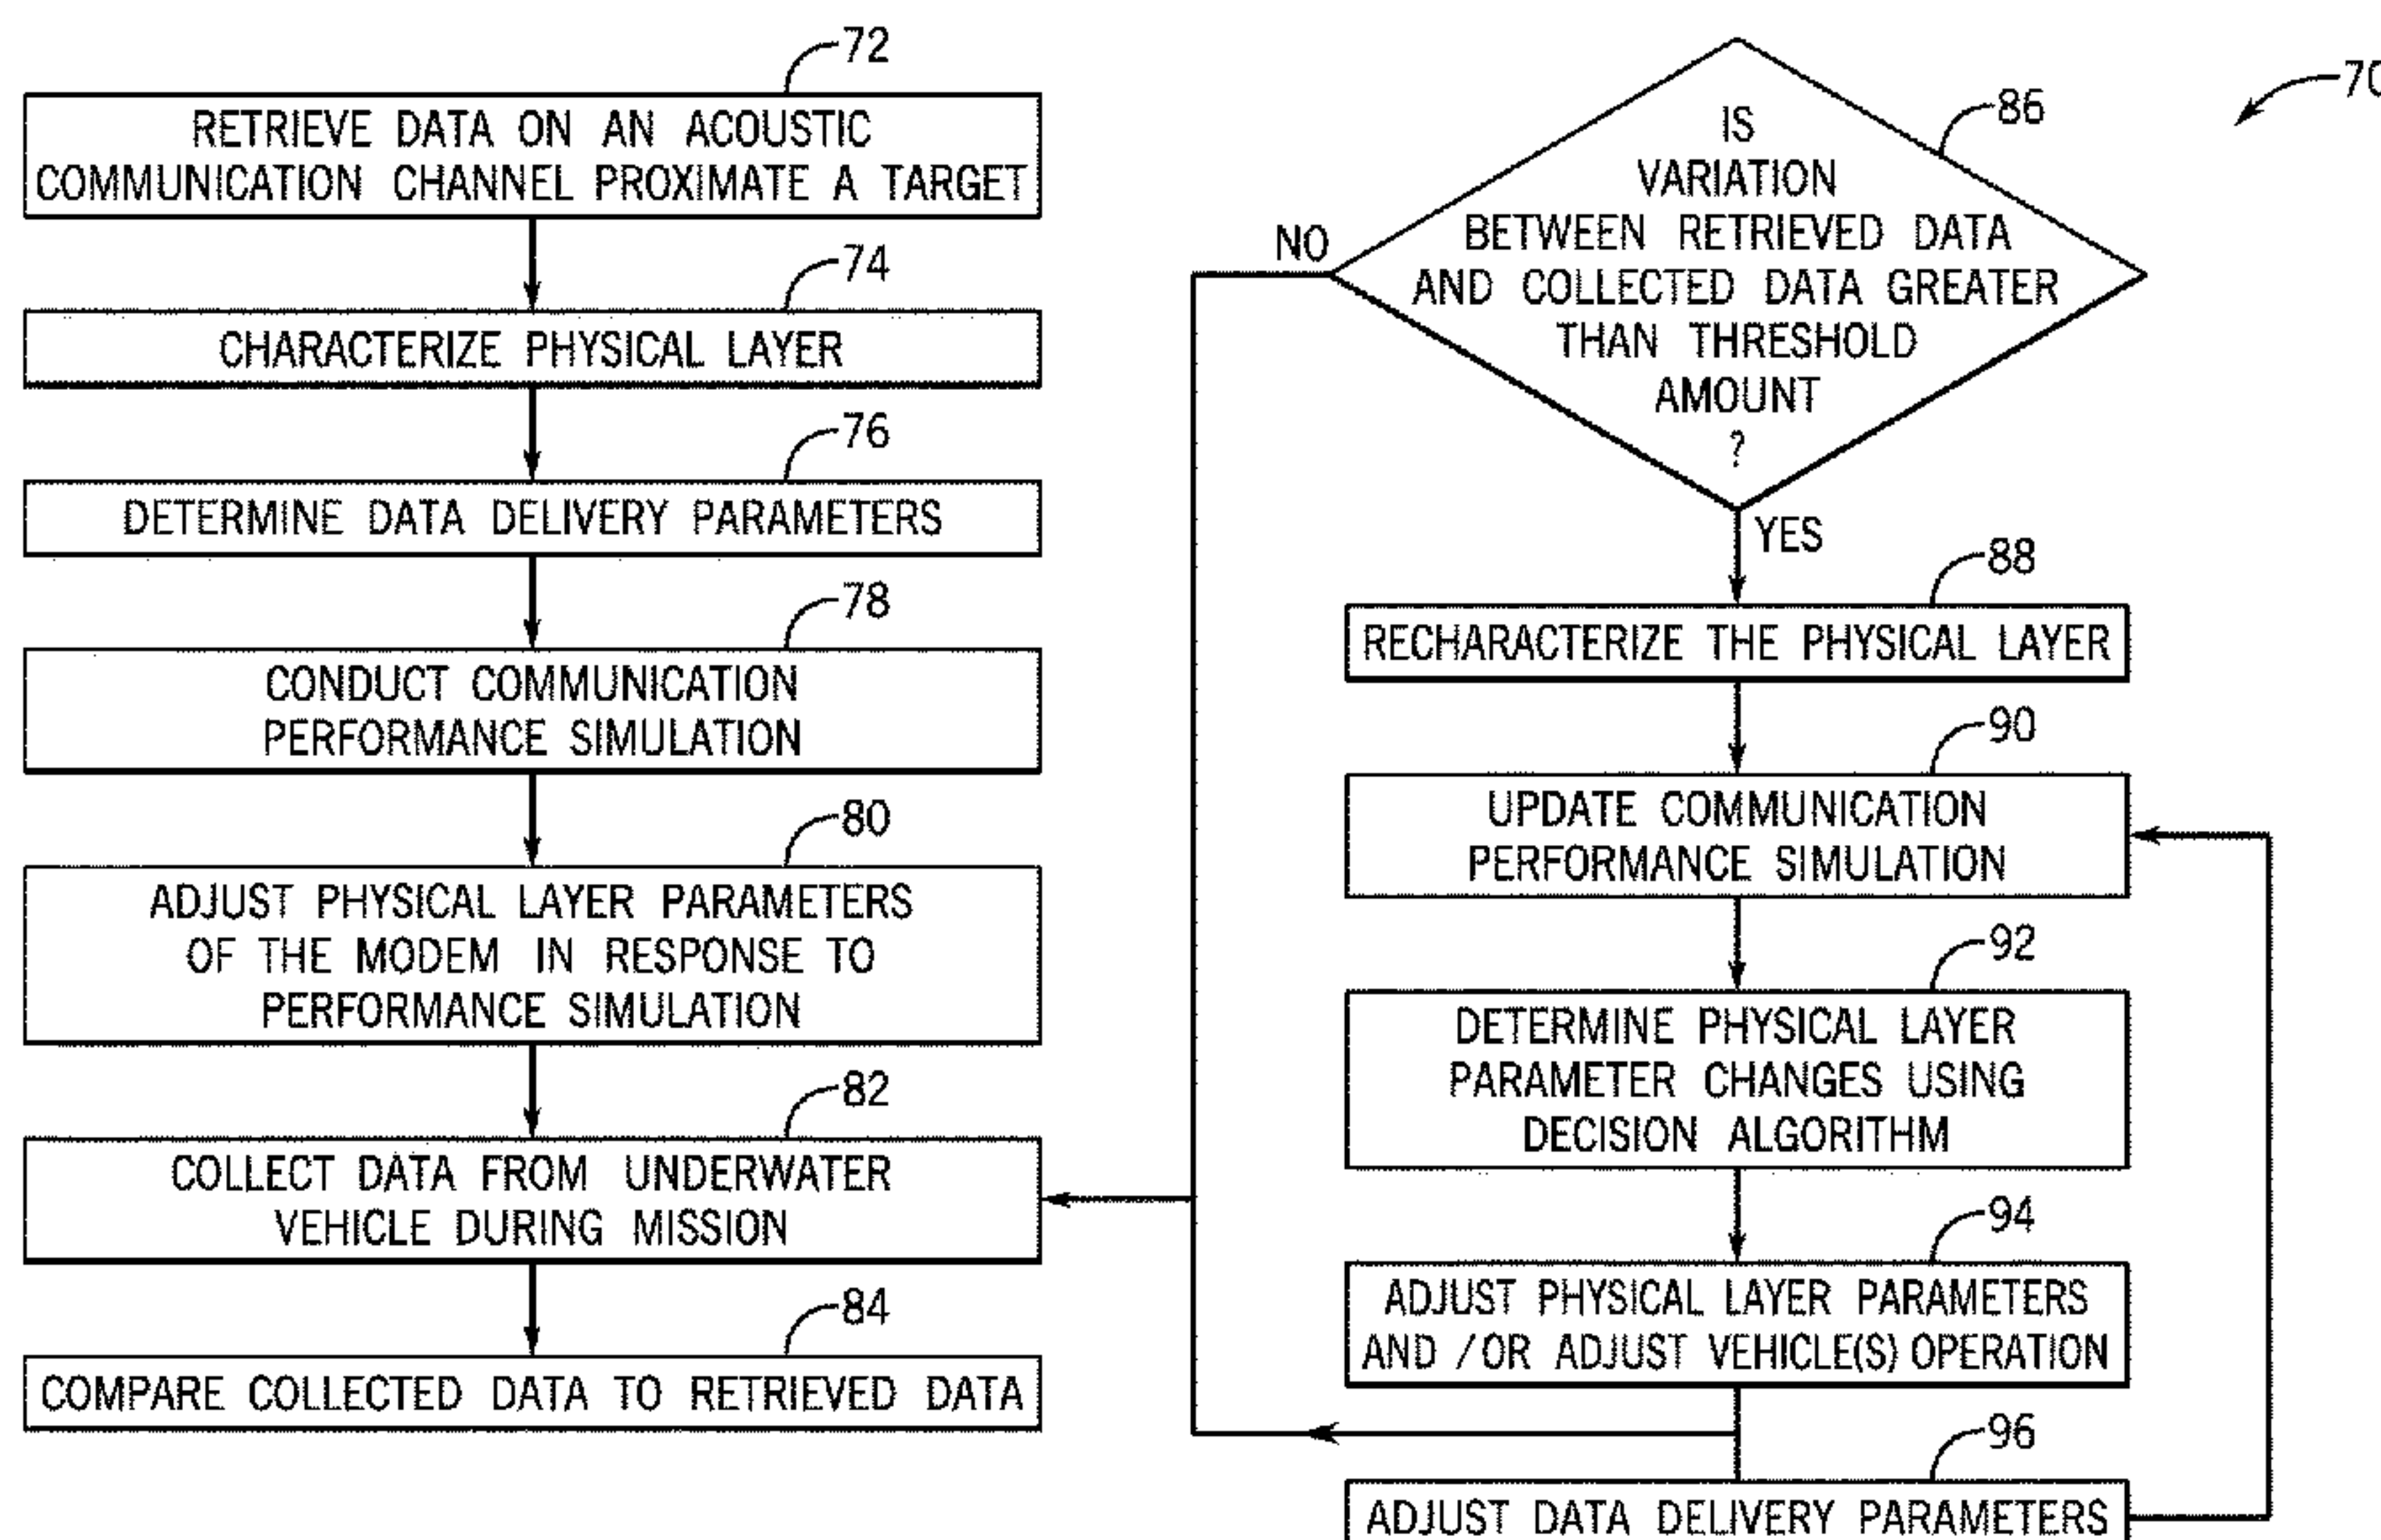 72
RETRIEVE DATA ON AN ACOUSTIC
COMMUNICATION CHANNEL PROXIMATE A TARGET
74
CHARACTERIZE PHYSICAL LAYER
76
DETERMINE DATA DELIVERY PARAMETERS
78
CONDUCT COMMUNICATION
PERFORMANCE SIMULATION
80
ADJUST PHYSICAL LAYER PARAMETERS
OF THE MODEM IN RESPONSE TO
PERFORMANCE SIMULATION
82
COLLECT DATA FROM UNDERWATER
VEHICLE DURING MISSION
84
COMPARE COLLECTED DATA TO RETRIEVED DATA
70
86
IS
VARIATION
BETWEEN RETRIEVED DATA
AND COLLECTED DATA GREATER
THAN THRESHOLD
AMOUNT
?
NO
YES
88
RECHARACTERIZE THE PHYSICAL LAYER
90
UPDATE COMMUNICATION
PERFORMANCE SIMULATION
92
DETERMINE PHYSICAL LAYER
PARAMETER CHANGES USING
DECISION ALGORITHM
94
ADJUST PHYSICAL LAYER PARAMETERS
AND /OR ADJUST VEHICLE(S) OPERATION
96
ADJUST DATA DELIVERY PARAMETERS